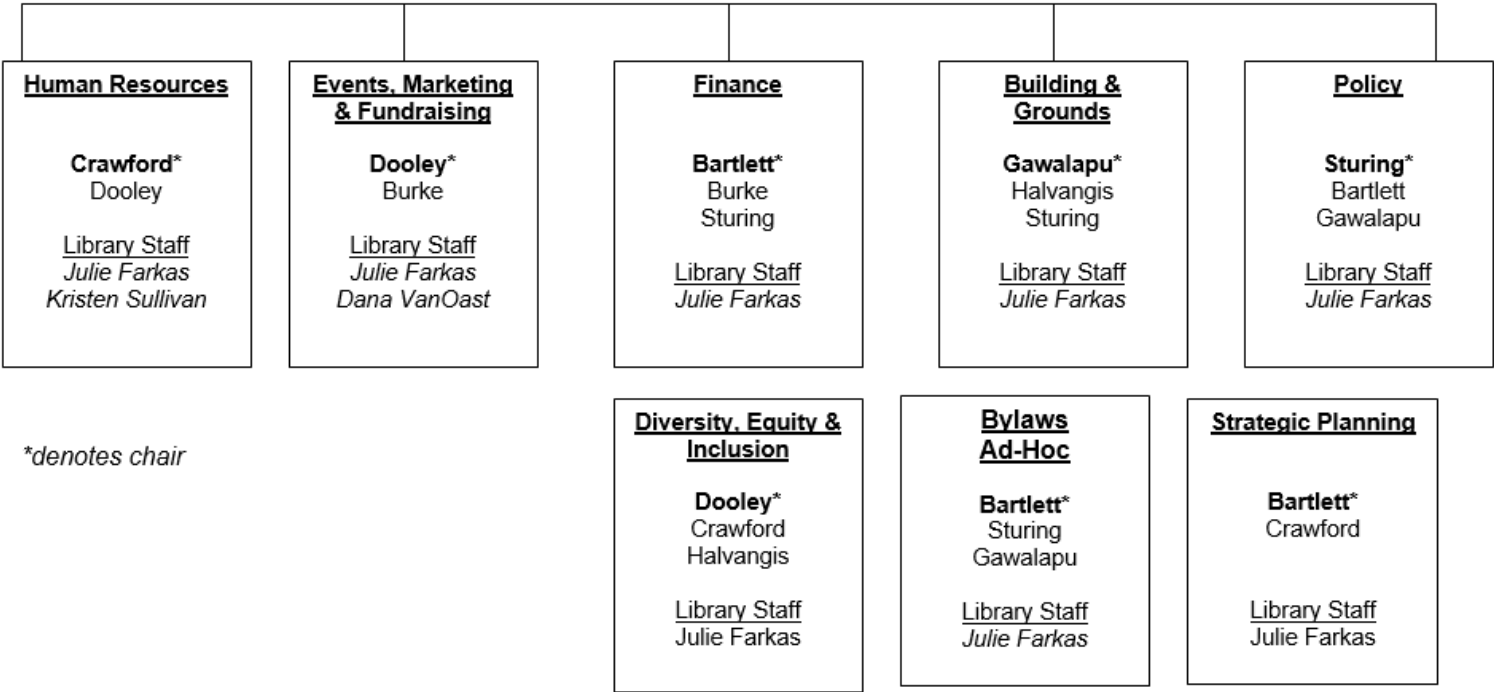 Human Resources
Crawford*
Dooley
Library Staff
Julie Farkas
Kristen Sullivan
Events, Marketing
& Fundraising
Dooley*
Burke
Library Staff
Julie Farkas
Dana VanOast
Finance
Bartlett*
Burke
Sturing
Library Staff
Julie Farkas
Building &
Grounds
Gawalapu*
Halvangis
Sturing
Library Staff
Julie Farkas
Policy
Sturing*
Bartlett
Gawalapu
Library Staff
Julie Farkas
*denotes chair
Diversity, Equity &
Inclusion
Dooley*
Crawford
Halvangis
Library Staff
Julie Farkas
Bylaws
Ad-Hoc
Bartlett*
Sturing
Gawalapu
Library Staff
Julie Farkas
Strategic Planning
Bartlett*
Crawford
Library Staff
Julie Farkas